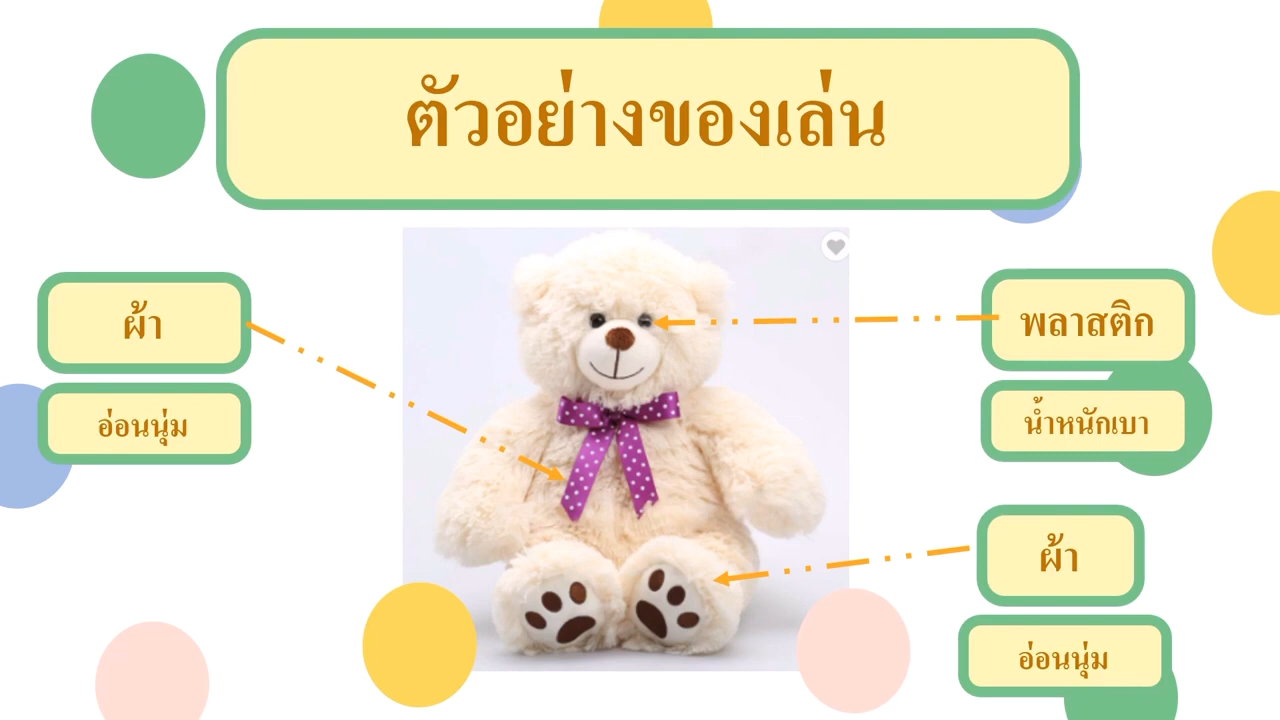 ตัวอย่างของเล่น
ผ้า
อ่อนนุ่ม
พลาสติก
น้ำหนักเบา
ผ้า
อ่อนนุ่ม